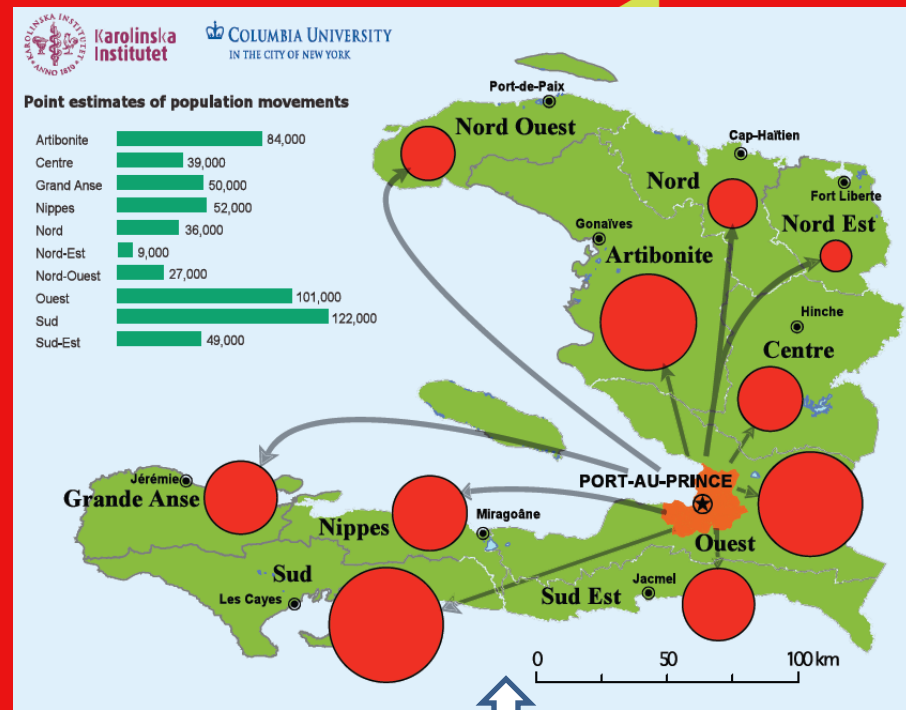 KAROLINSKA INSTITUTET
ANNO 1810
Karolinska
Institutet
COLUMBIA UNIVERSITY
IN THE CITY OF NEW YORK
Point estimates of population movements
Artibonite 84,000
Centre 39,000
Grand Anse 50,000
Nippes 52,000
Nord 36,000
Nord-Est 9,000
Nord-Ouest 27,000
Ouest 101,000
Sud 122,000
Sud-Est 49,000
Port-de-Paix
Nord Ouest
Cap-Haïtien
Nord
Fort Liberte
Nord Est
Gonaïves
Artibonite
Hinche
Centre
PORT-AU-PRINCE
Jérémie
Grande Anse
Miragoâne
Nippes
Ouest
Sud
Jacmel
Sud Est
Les Cayes
0 50 100 km